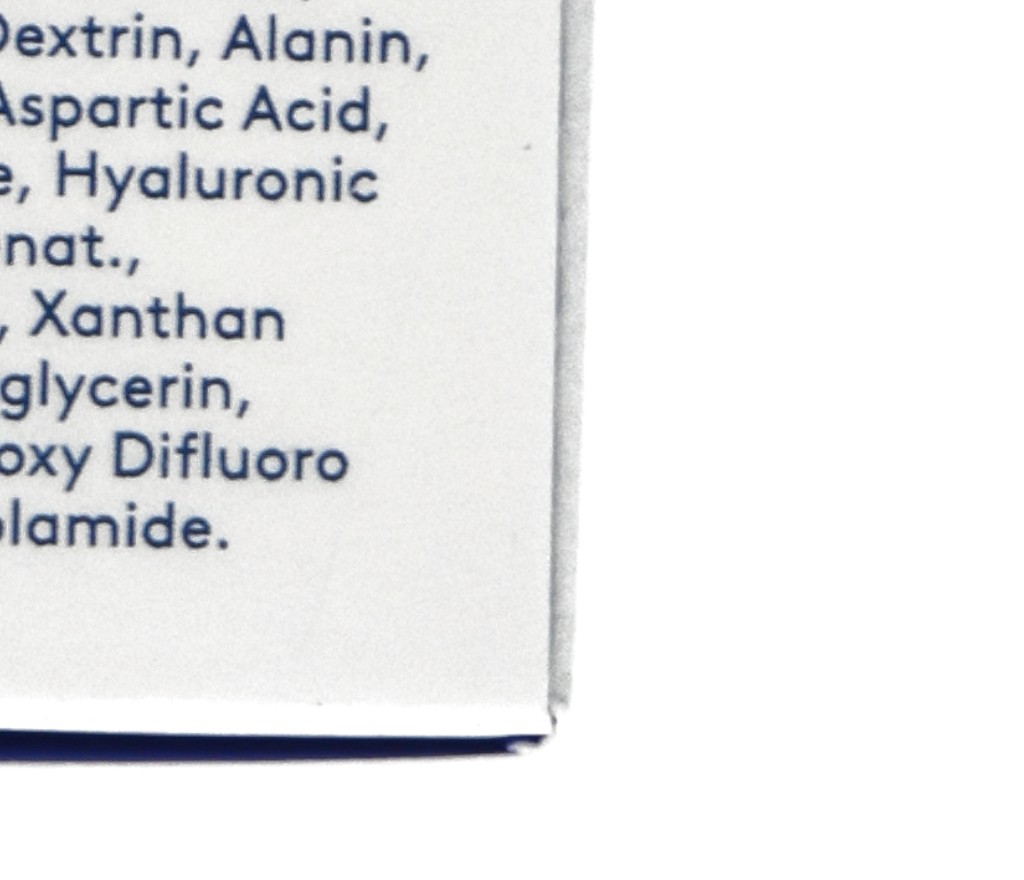 Dextrin, Alanin,
Aspartic Acid,
e, Hyaluronic
nat.,
, Xanthan
glycerin,
oxy Difluoro
lamide.